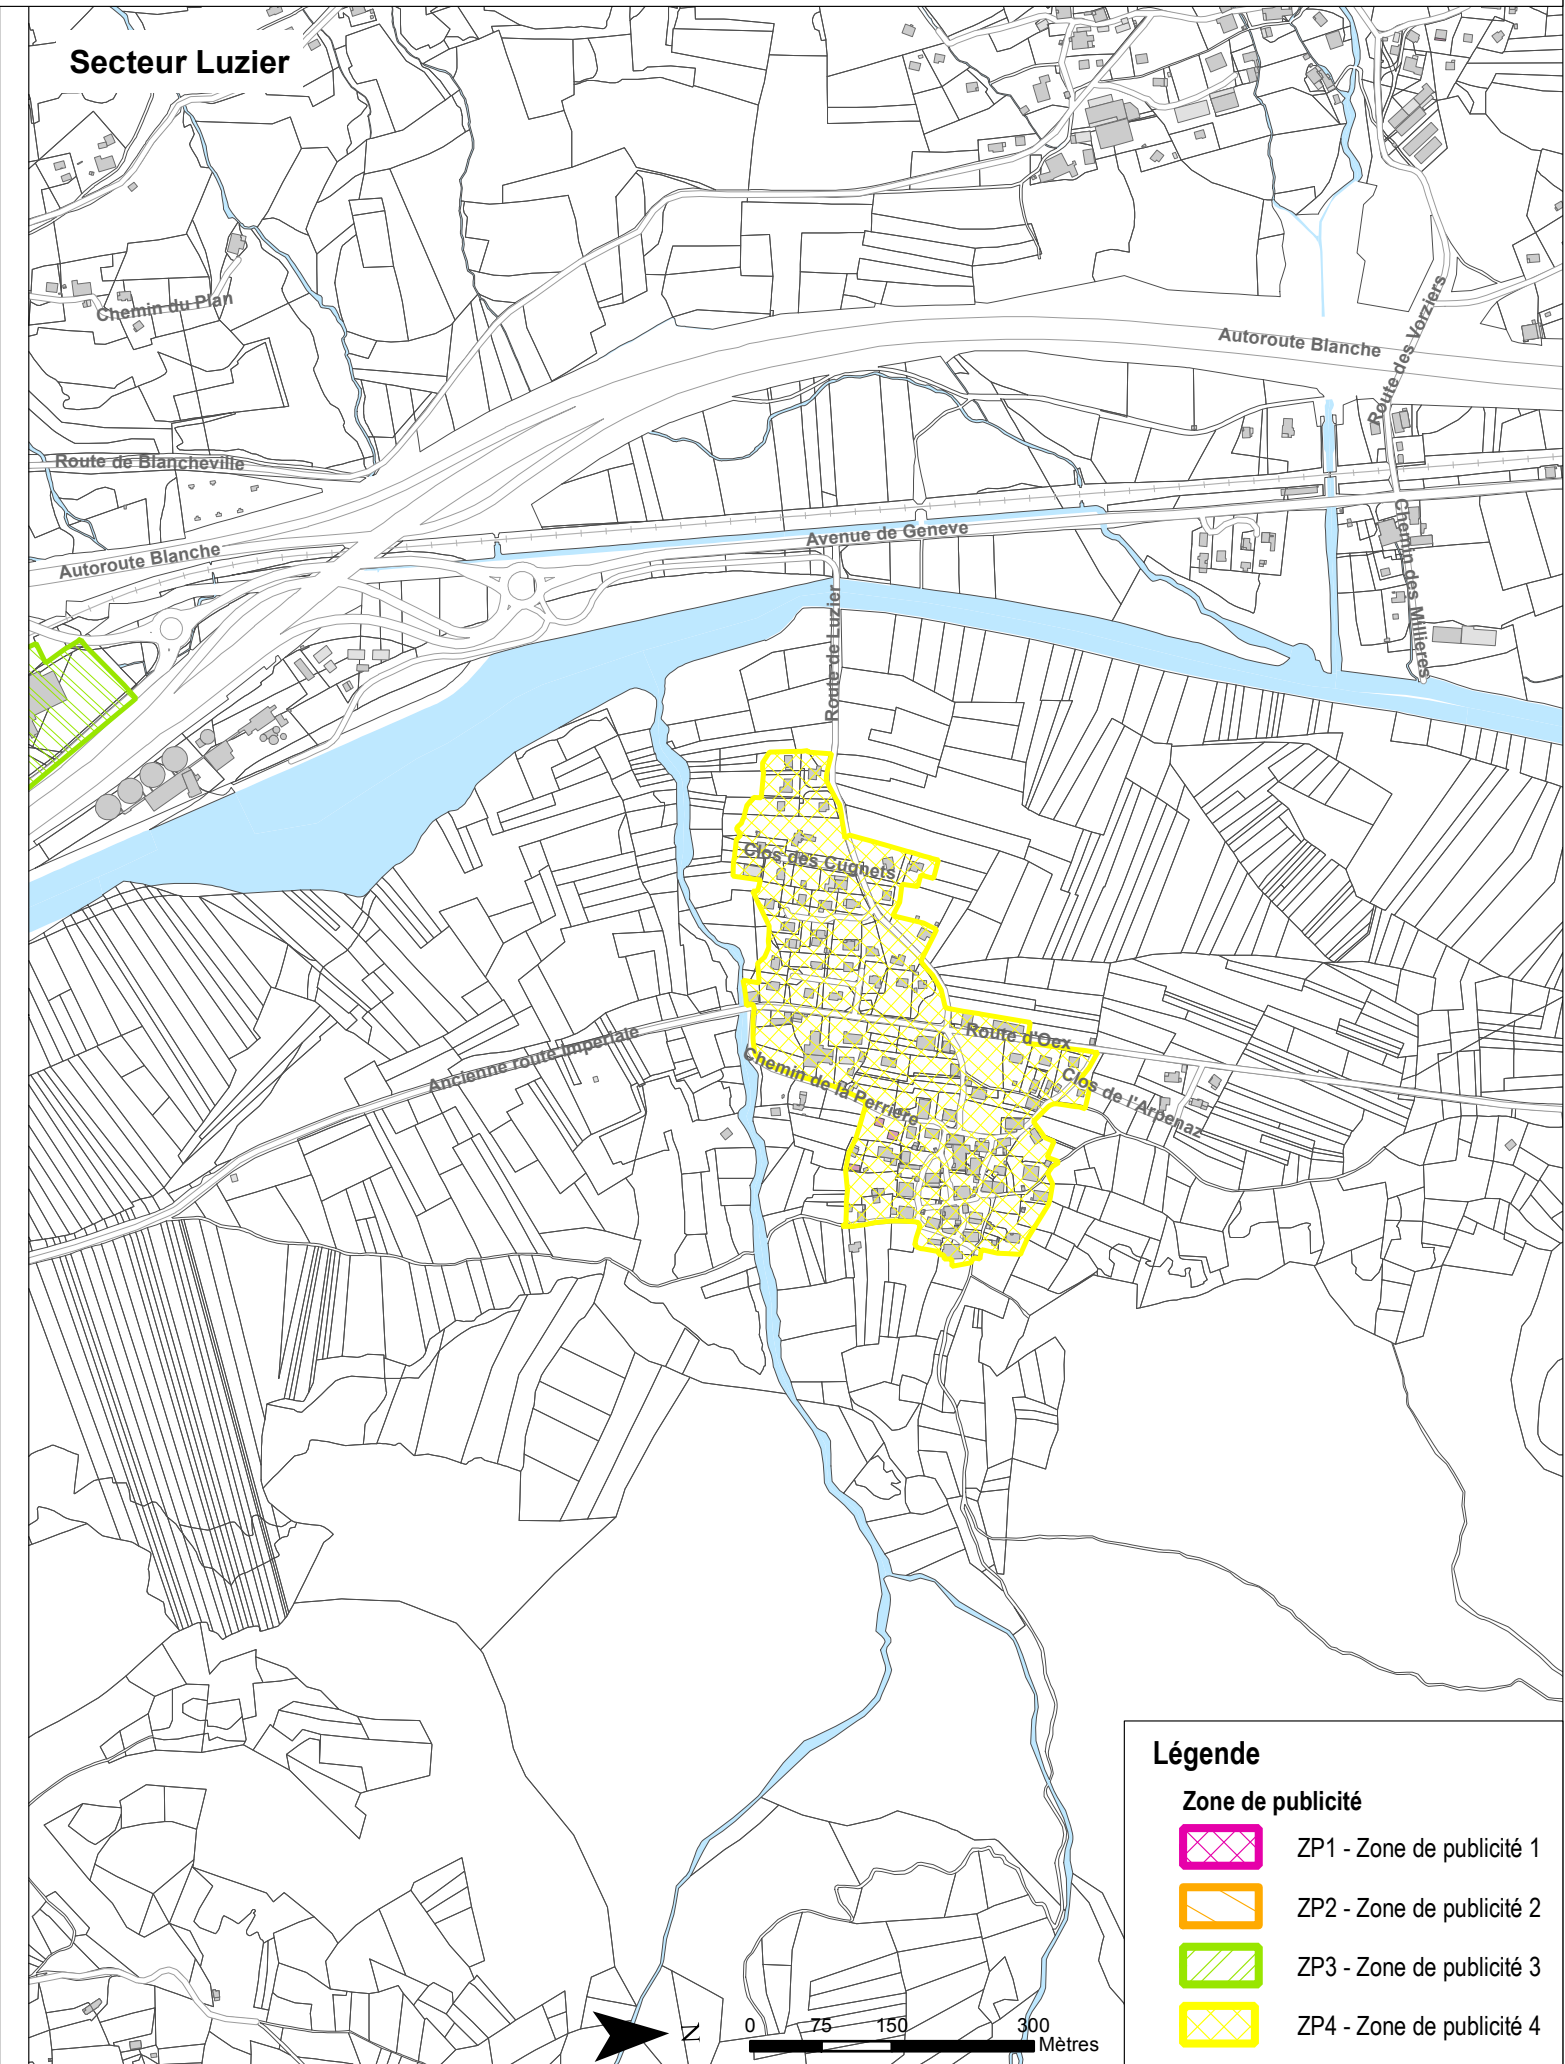 Secteur Luzier
Chemin du Plan
Autoroute Blanche
Route des Vorziers
Route de Blancheville
Autoroute Blanche
Avenue de Geneve
Chemin des Millieres
Route de Luzier
Clos des Cugnets
Ancienne route Imperiale
Route d'Oex
Chemin de la Perriere
Clos de l'Arpenaz
Légende
Zone de publicité
ZP1 - Zone de publicité 1
ZP2 - Zone de publicité 2
ZP3 - Zone de publicité 3
ZP4 - Zone de publicité 4
N
0 75 150 300
Mètres